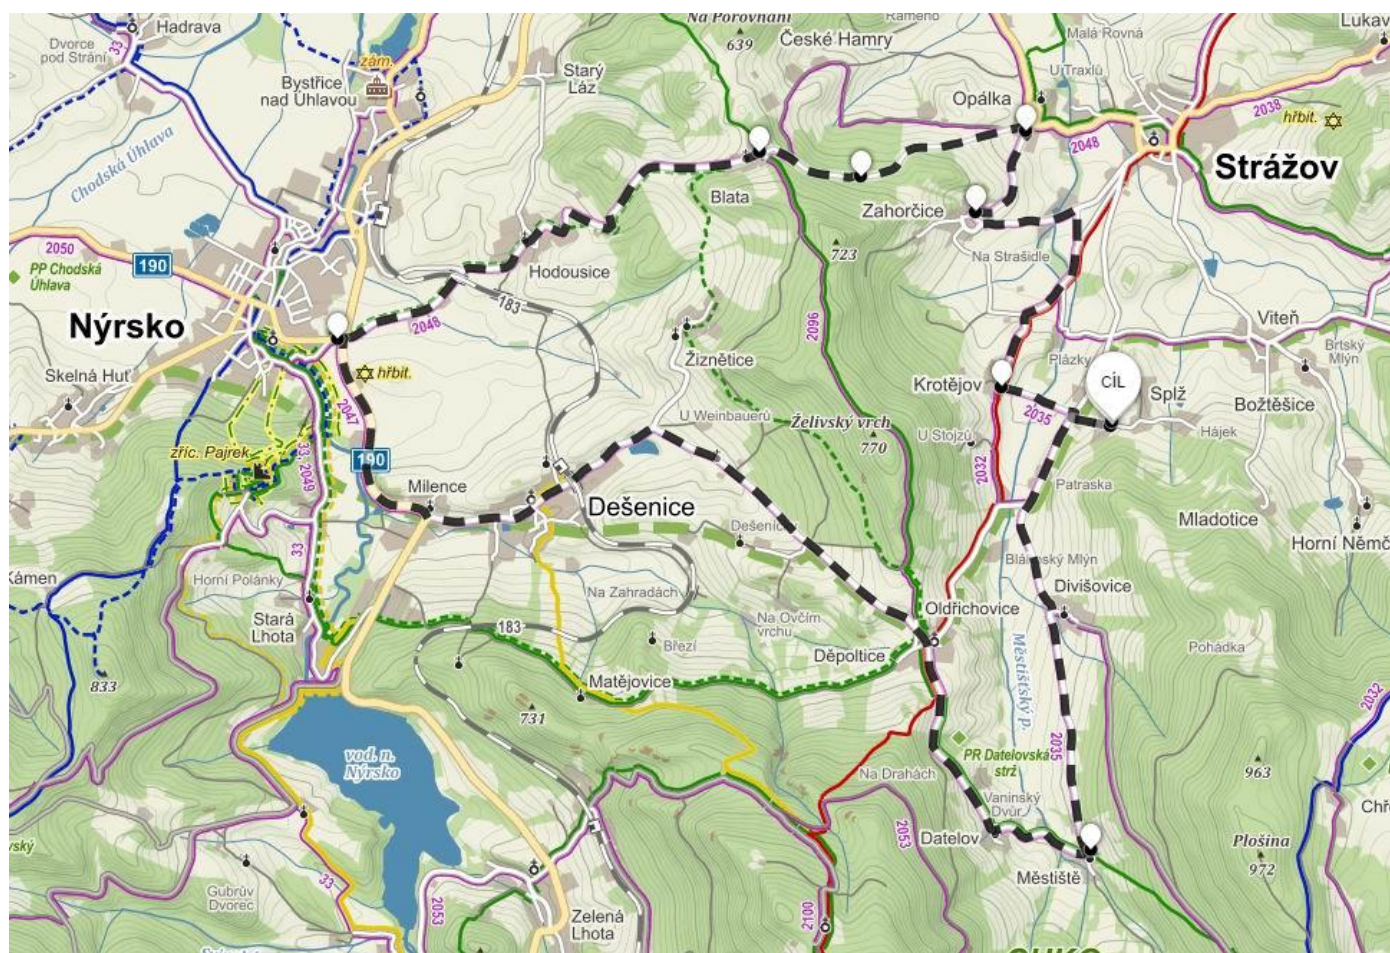 Hadrava
Na Porovnání
639
České Hamry
Rameno
Malá Rovná
Lukav
Dvorce
pod Strání
33
zám.
Bystřice
nad Úhlavou
Starý
Láz
U Traxlů
Opálka
2038
hřbit.
Chodská Úhlava
2048
Strážov
Blata
Zahorčice
2050
190
PP Chodská
Úhlava
Hodousice
723
Na Strašidle
183
2048
2096
Nýrsko
Viteň
Brtský
Mlýn
Žiznětice
Plázky
Skelná Huť
hřbit.
Krotějov
CÍL
Splž
2047
U Weinbauerů
Želivský vrch
770
2035
Božtěšice
Hájek
U Stojzů
zříc. Pajrek
190
33, 2049
2032
Milence
Dešenice
Patraska
Mladotice
Dešenice
Horní Němč
33
Horní Polánky
Divišovice
Kámen
Na Zahradách
Stará
Lhota
183
Na Ovčím
vrchu
Oldřichovice
Březí
Děpoltice
Městišťský p.
Pohádka
833
Matějovice
731
2032
vod. n.
Nýrsko
PR Datelovská
strž
2035
Na Drahách
963
Vaninský
Dvůr
Chř
2053
Datelov
Plošina
972
vský
Městiště
33
Gubrův
Dvorec
2053
2100
Zelená
Lhota